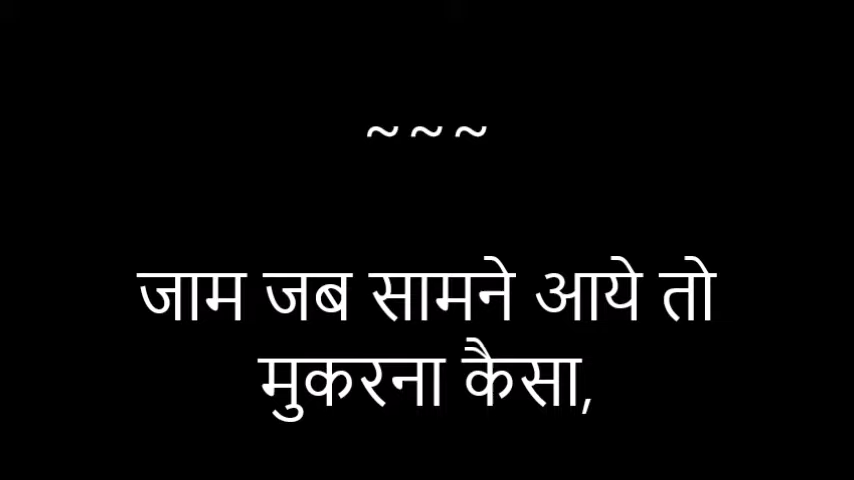 ~~~
जाम जब सामने आये तो
मुकरना कैसा,